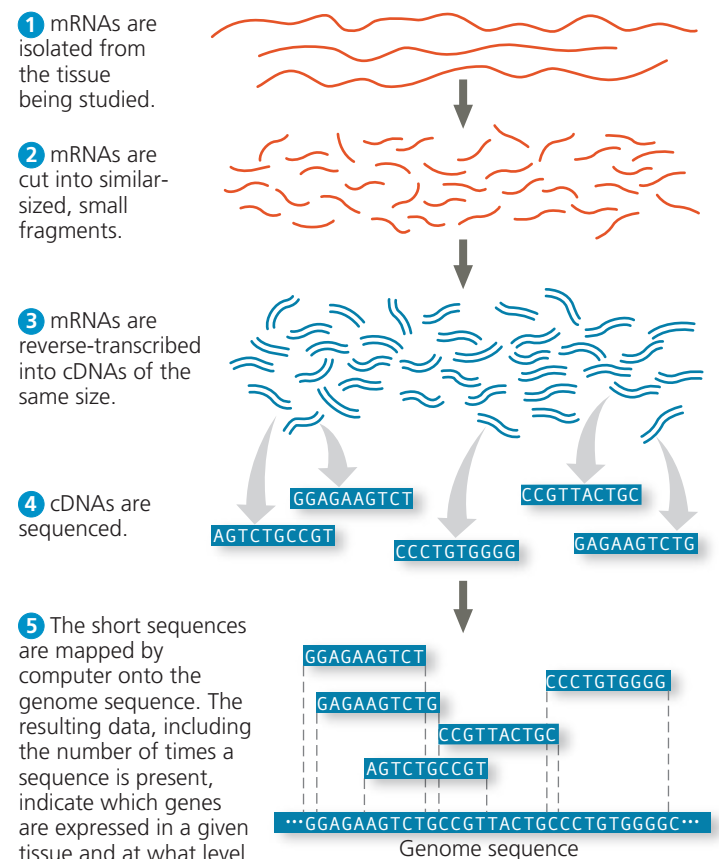 1 mRNAs are
isolated from
the tissue
being studied.
2 mRNAs are
cut into similar-
sized, small
fragments.
3 mRNAs are
reverse-transcribed
into cDNAs of the
same size.
4 cDNAs are
sequenced.
GGAGAAGTCT
CCGTTACTGC
AGTCTGCCGT
CCCTGTGGGG
GAGAAGTCTG
5 The short sequences
are mapped by
computer onto the
genome sequence. The
resulting data, including
the number of times a
sequence is present,
indicate which genes
are expressed in a given
tissue and at what level.
GGAGAAGTCT
CCCTGTGGGG
GAGAAGTCTG
CCGTTACTGC
AGTCTGCCGT
···GGAGAAGTCTGCCGTTACTGCCCTGTGGGGC···
Genome sequence